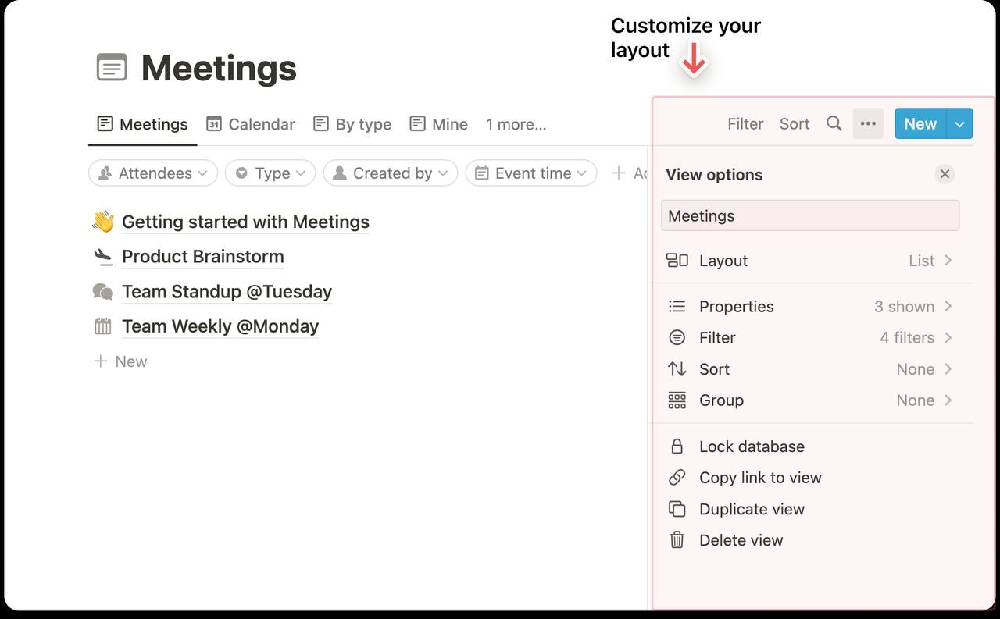 Customize your
layout
Meetings
Meetings Calendar By type Mine 1 more...
Filter Sort New
Attendees Type Created by Event time
Getting started with Meetings
Product Brainstorm
Team Standup @Tuesday
Team Weekly @Monday
New
View options
Meetings
Layout List
Properties 3 shown
Filter 4 filters
Sort None
Group None
Lock database
Copy link to view
Duplicate view
Delete view